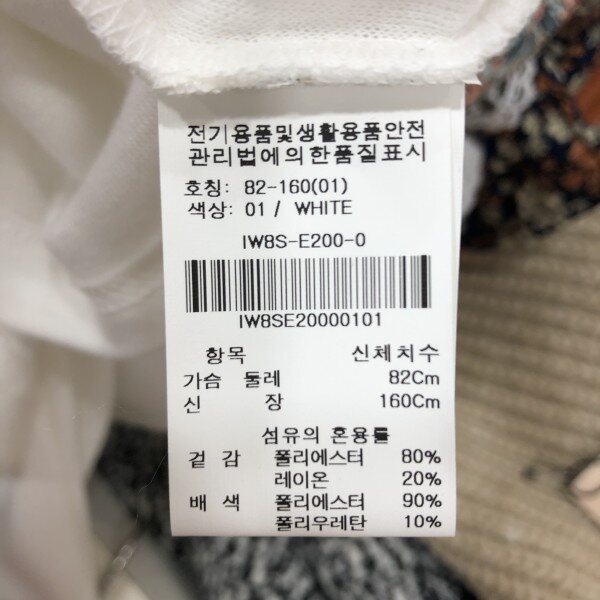 전기용품및생활용품안전
관리법에의한품질표시
호칭: 82-160(01)
색상: 01 / WHITE
IW8S-E200-0
IW8SE20000101
항목 신체치수
가슴 둘레 82Cm
신 장 160Cm
섬유의 혼용률
겉 감 폴리에스터 80%
레이온 20%
배 색 폴리에스터 90%
폴리우레탄 10%